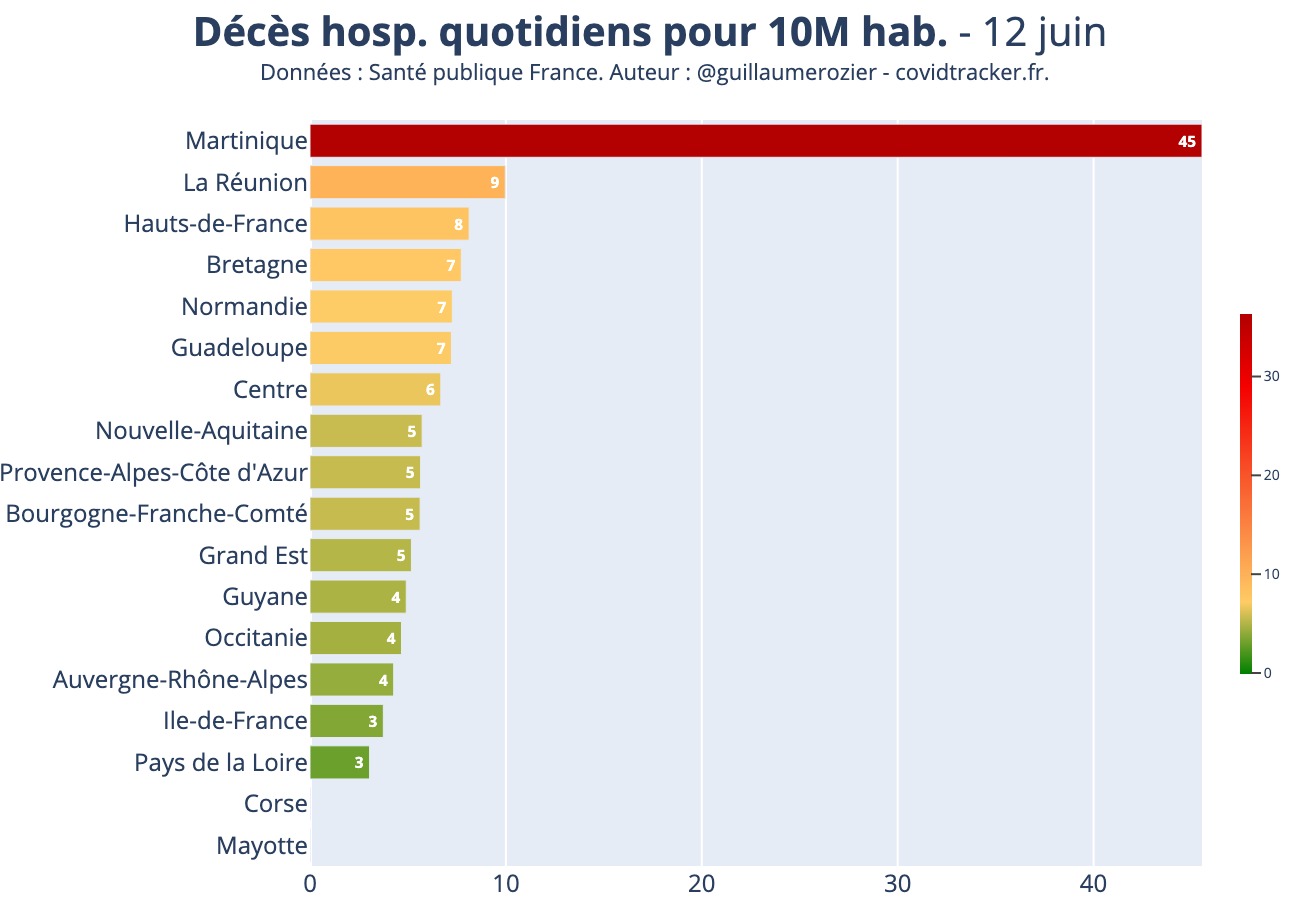 Décès hosp. quotidiens pour 10M hab. - 12 juin
Données : Santé publique France. Auteur : @guillaumerozier - covidtracker.fr.
Martinique 45
La Réunion 9
Hauts-de-France 8
Bretagne 7
Normandie 7
Guadeloupe 7
Centre 6
Nouvelle-Aquitaine 5
Provence-Alpes-Côte d'Azur 5
Bourgogne-Franche-Comté 5
Grand Est 5
Guyane 4
Occitanie 4
Auvergne-Rhône-Alpes 4
Ile-de-France 3
Pays de la Loire 3
Corse
Mayotte
0 10 20 30 40
30
20
10
0